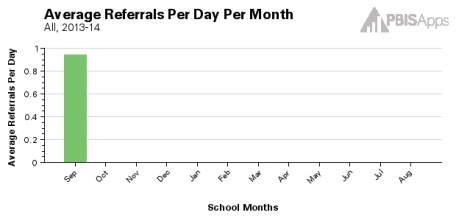 Average Referrals Per Day Per Month
All, 2013-14
PBISApps
Average Referrals Per Day
1
0.8
0.6
0.4
0.2
0
Sep Oct Nov Dec Jan Feb Mar Apr May Jun Jul Aug
School Months